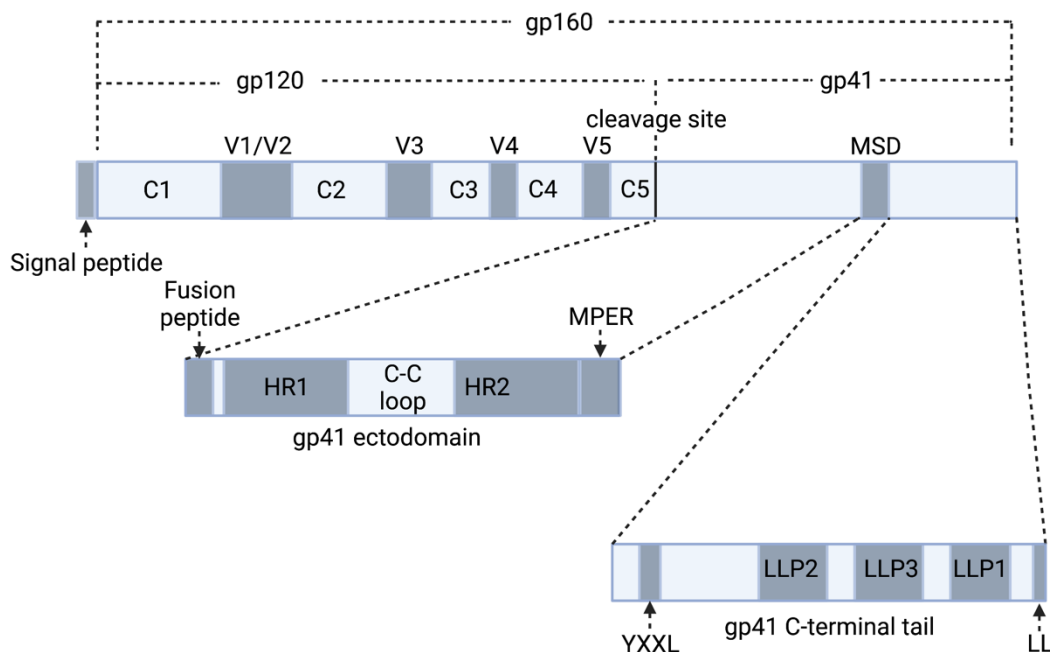 gp160
gp120
gp41
cleavage site
V1/V2
V3
V4
V5
MSD
C1
C2
C3
C4
C5
Signal peptide
Fusion
peptide
MPER
HR1
C-C
loop
HR2
gp41 ectodomain
LLP2
LLP3
LLP1
YXXL
gp41 C-terminal tail
LL